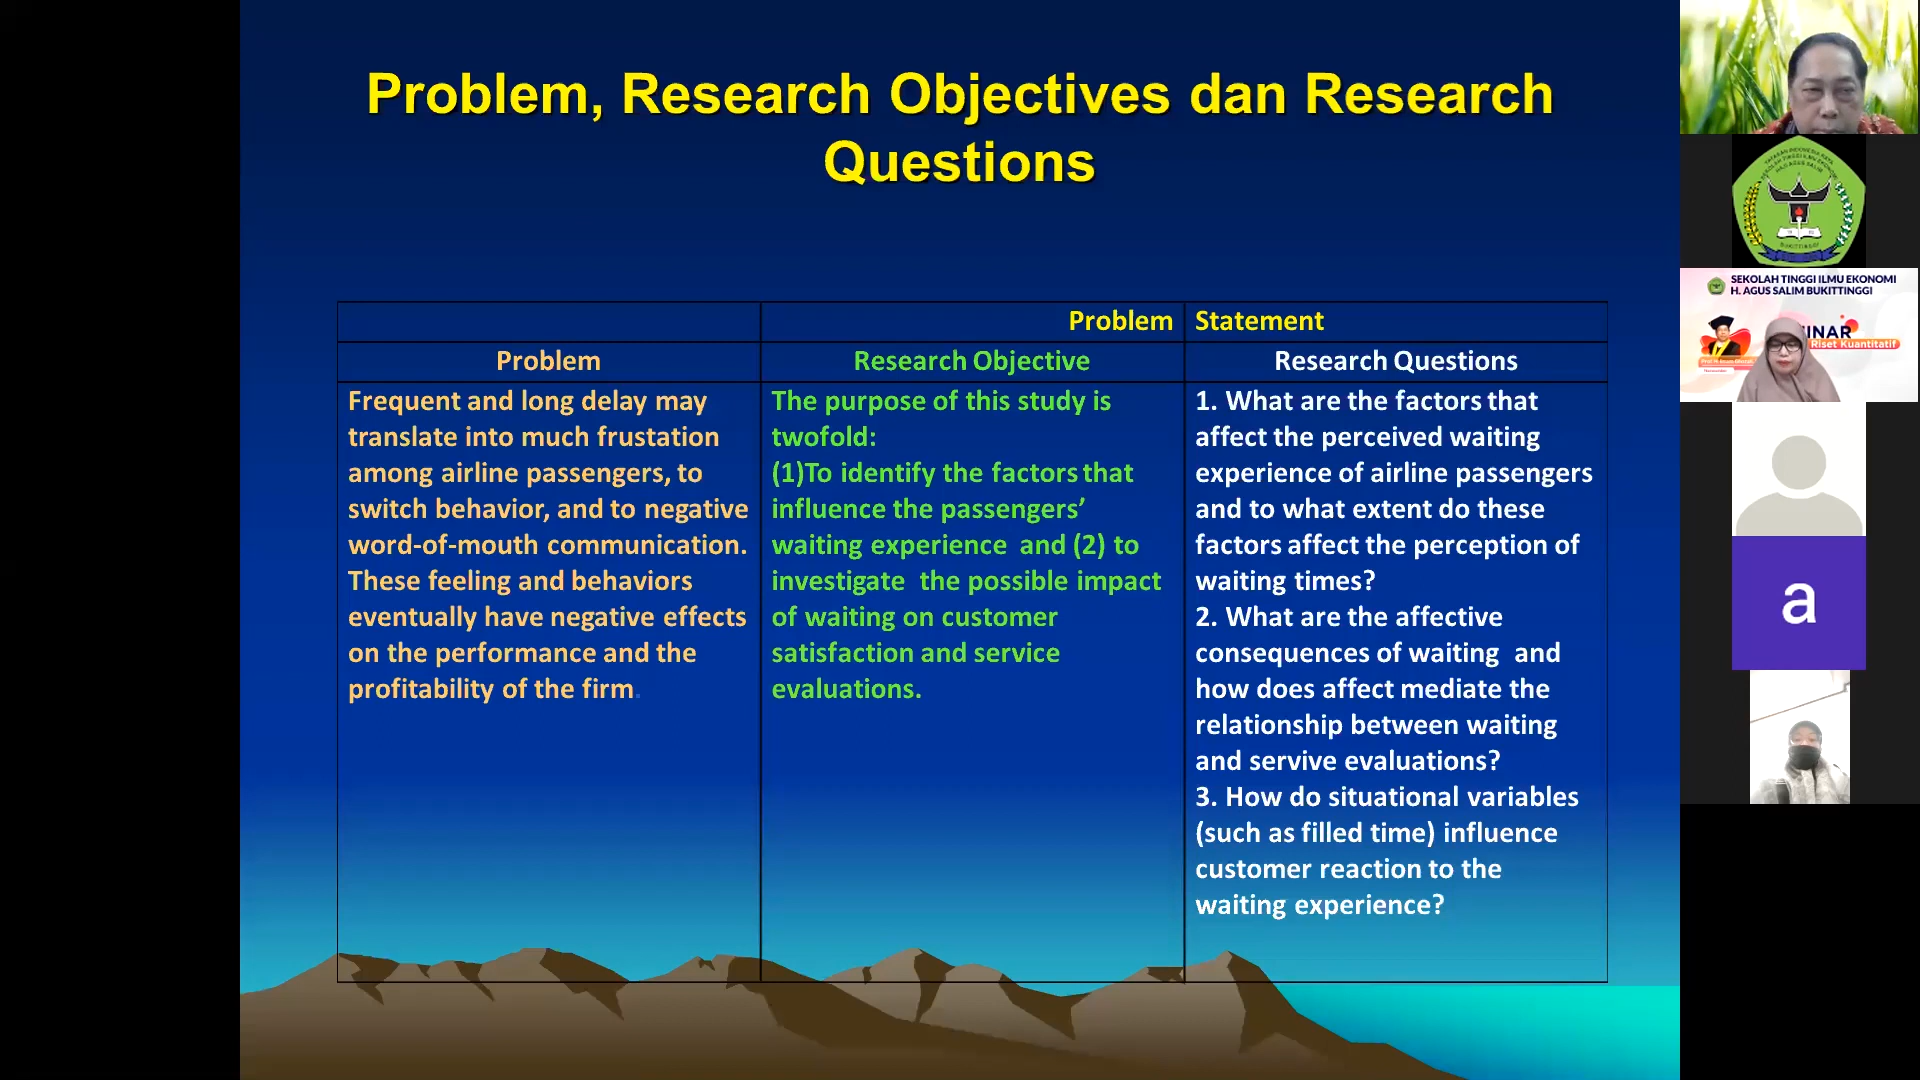 Problem, Research Objectives dan Research
Questions
Problem Statement
Problem
Frequent and long delay may
translate into much frustation
among airline passengers, to
switch behavior, and to negative
word-of-mouth communication.
These feeling and behaviors
eventually have negative effects
on the performance and the
profitability of the firm.
Research Objective
The purpose of this study is
twofold:
(1)To identify the factors that
influence the passengers’
waiting experience and (2) to
investigate the possible impact
of waiting on customer
satisfaction and service
evaluations.
Research Questions
1. What are the factors that
affect the perceived waiting
experience of airline passengers
and to what extent do these
factors affect the perception of
waiting times?
2. What are the affective
consequences of waiting and
how does affect mediate the
relationship between waiting
and servive evaluations?
3. How do situational variables
(such as filled time) influence
customer reaction to the
waiting experience?
BUKITTINGGI
SEKOLAH TINGGI ILMU EKONOMI
H. AGUS SALIM BUKITTINGGI
INAR
Riset Kuantitatif
a